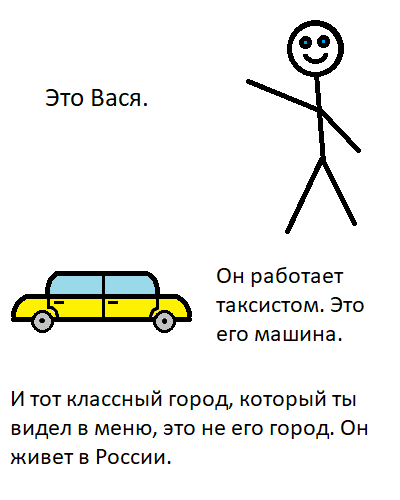 Это Вася.
Он работает
таксистом. Это
его машина.
И тот классный город, который ты
видел в меню, это не его город. Он
живет в России.